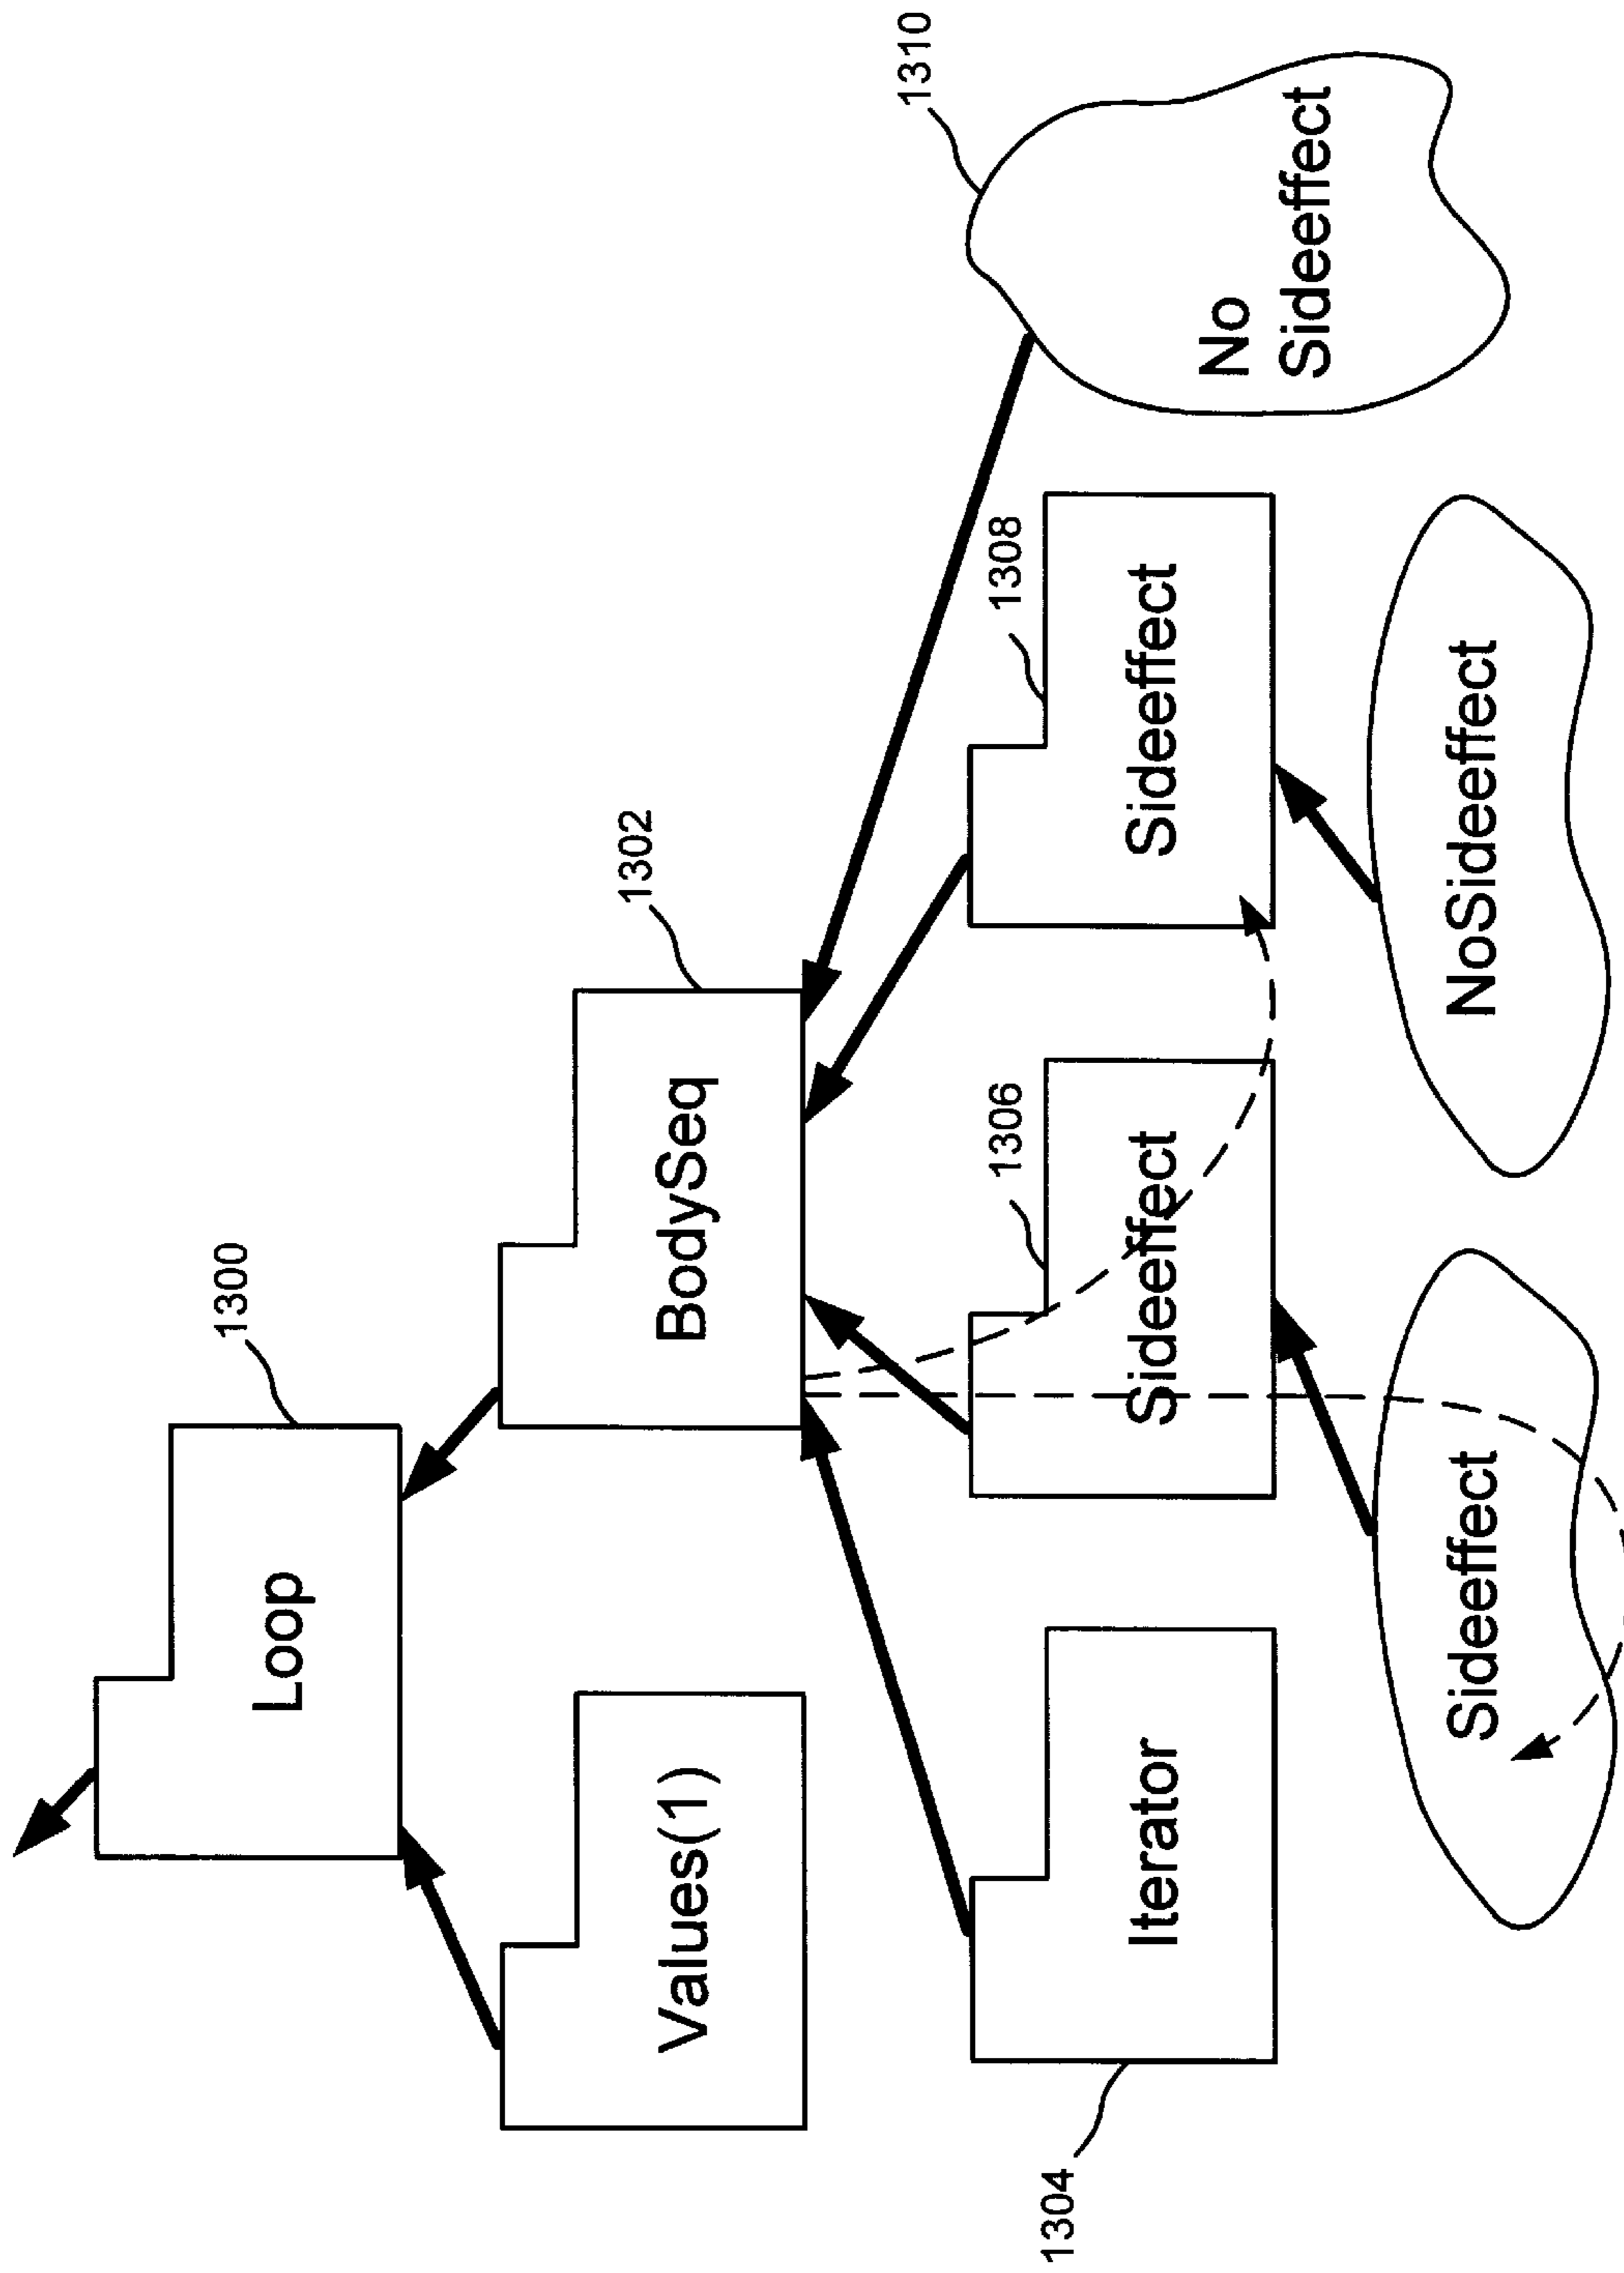 1300
Loop
1302
Values(1)
BodySeq
1304
Iterator
1306
Sideeffect
1308
Sideeffect
1310
No
Sideeffect
Sideeffect
NoSideeffect